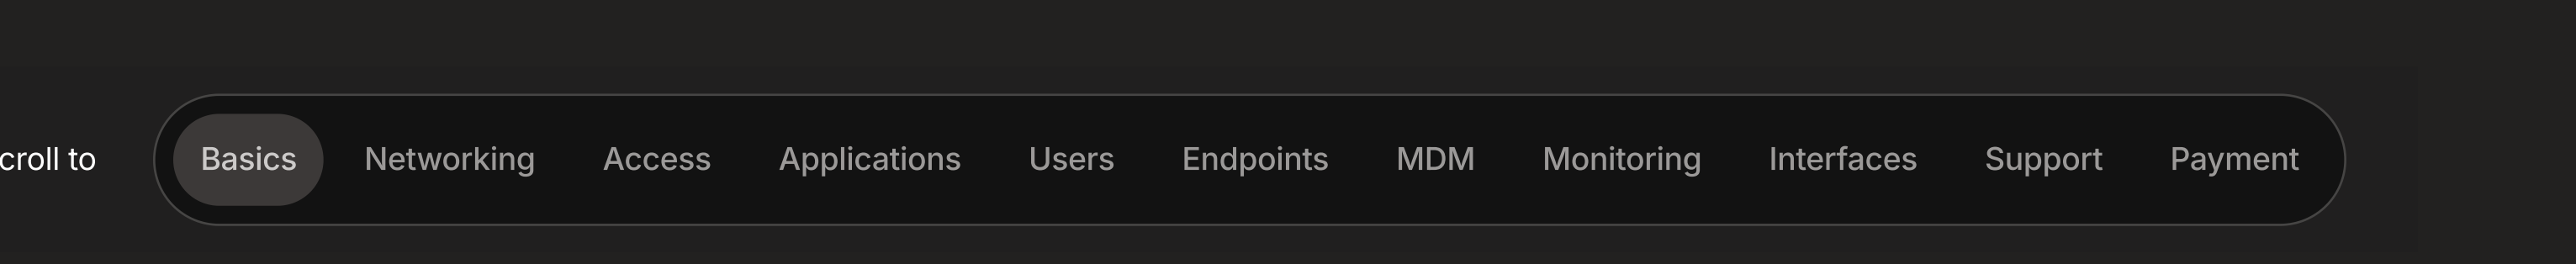 croll to Basics Networking Access Applications Users Endpoints MDM Monitoring Interfaces Support Payment